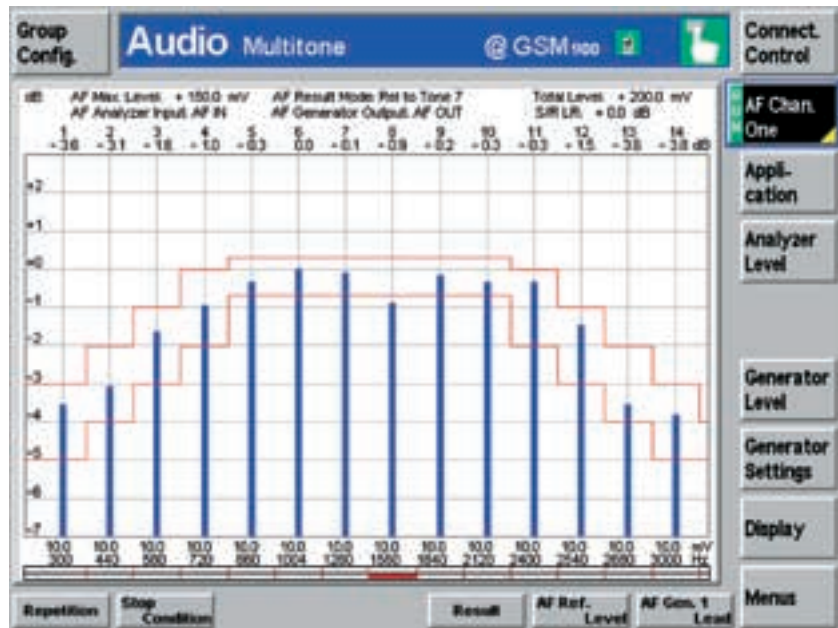 Group Config.
Audio Multitone @ GSM 900
Connect. Control
dB AF Max. Level + 150.0 mV AF Result Mode: Rel to Tone 7 Total Level + 200.0 mV
AF Analyzer Input: AF IN AF Generator Output: AF OUT S/R LR + 0.0 dB
1 2 3 4 5 6 7 8 9 10 11 12 13 14
- 3.6 - 3.1 - 1.6 - 1.0 - 0.3 0.0 - 0.1 - 0.9 - 0.2 - 0.3 - 0.3 - 1.5 - 3.6 - 3.8 dB
+2
+1
+0
-1
-2
-3
-4
-5
-6
-7
10.0 10.0 10.0 10.0 10.0 10.0 10.0 10.0 10.0 10.0 10.0 10.0 10.0 10.0 mV
300 440 580 720 860 1004 1280 1560 1840 2120 2400 2540 2680 3000 Hz
AF Chan. One
Appli- cation
Analyzer Level
Generator Level
Generator Settings
Display
Menus
Repetition
Stop Condition
Result
AF Ref. Level
AF Gen. 1 Lead